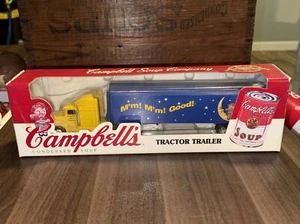 Campbell Soup Company
M'm! M'm! Good!
Campbell's
CONDENSED SOUP
TRACTOR TRAILER
Campbell's
SOUP